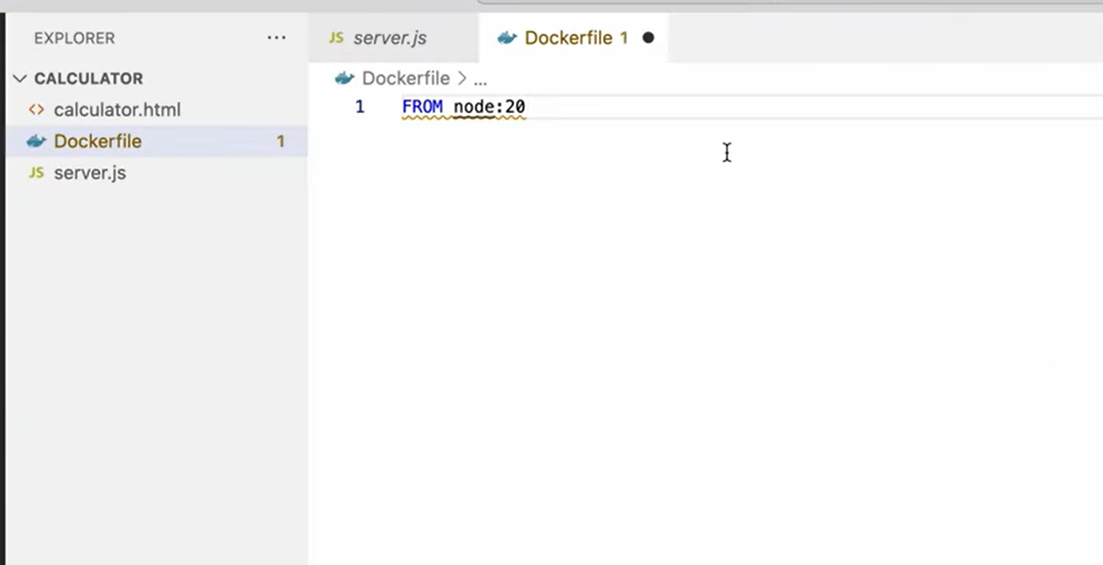 EXPLORER ...
CALCULATOR
<> calculator.html
Dockerfile 1
JS server.js
JS server.js
Dockerfile 1
Dockerfile > ...
1 FROM node:20